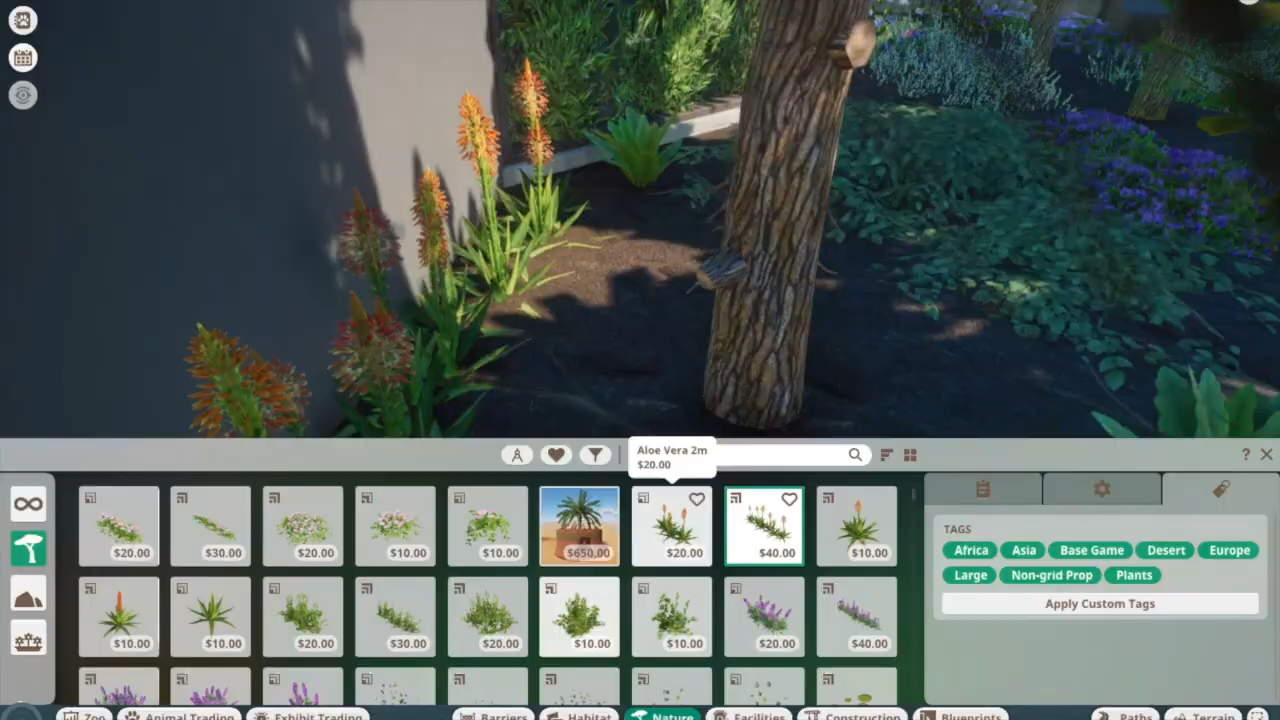 Aloe Vera 2m
$20.00
?
$20.00
$30.00
$20.00
$10.00
$10.00
$650.00
$20.00
$40.00
$10.00
$10.00
$10.00
$20.00
$30.00
$20.00
$10.00
$10.00
$20.00
$40.00
TAGS
Africa
Asia
Base Game
Desert
Europe
Large
Non-grid Prop
Plants
Apply Custom Tags
Zoo
Animal Trading
Exhibit Trading
Barriers
Habitat
Nature
Facilities
Construction
Blueprints
Paths
Terrain